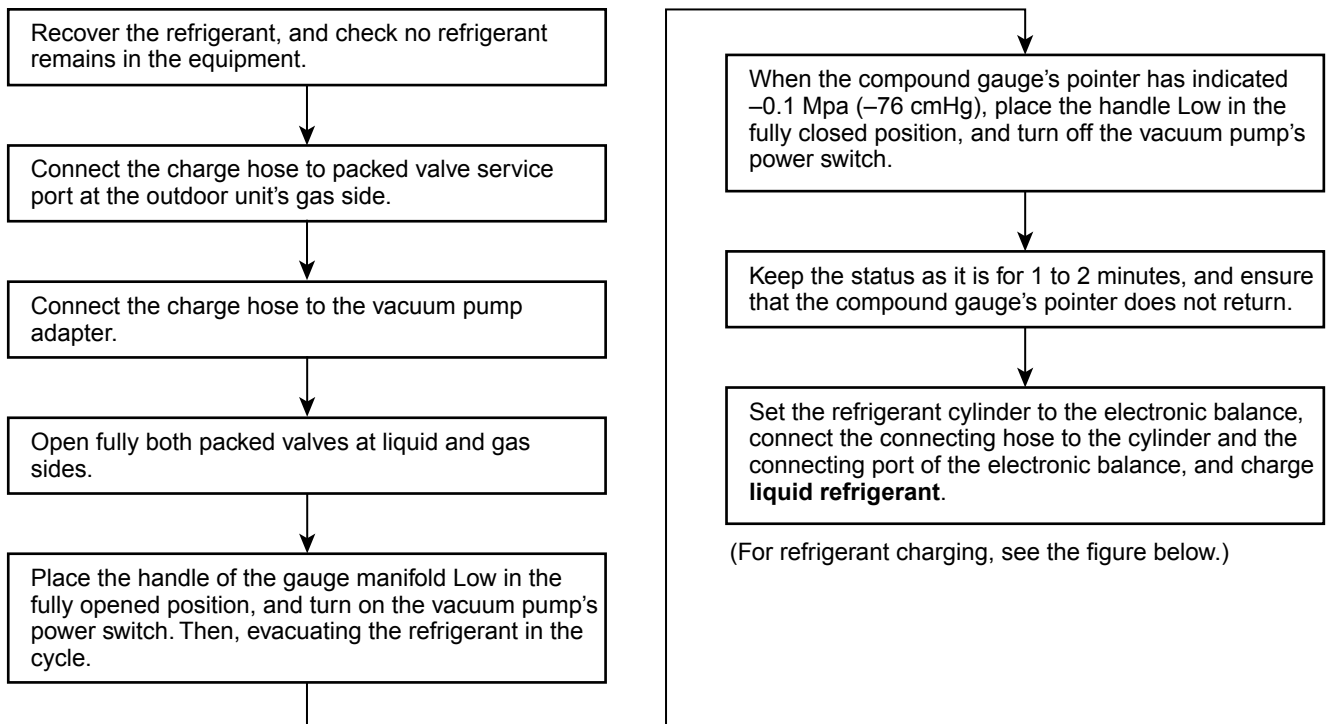 Recover the refrigerant, and check no refrigerant
remains in the equipment.
Connect the charge hose to packed valve service
port at the outdoor unit's gas side.
Connect the charge hose to the vacuum pump
adapter.
Open fully both packed valves at liquid and gas
sides.
Place the handle of the gauge manifold Low in the
fully opened position, and turn on the vacuum pump's
power switch. Then, evacuating the refrigerant in the
cycle.
When the compound gauge's pointer has indicated
–0.1 Mpa (–76 cmHg), place the handle Low in the
fully closed position, and turn off the vacuum pump's
power switch.
Keep the status as it is for 1 to 2 minutes, and ensure
that the compound gauge's pointer does not return.
Set the refrigerant cylinder to the electronic balance,
connect the connecting hose to the cylinder and the
connecting port of the electronic balance, and charge
liquid refrigerant.
(For refrigerant charging, see the figure below.)